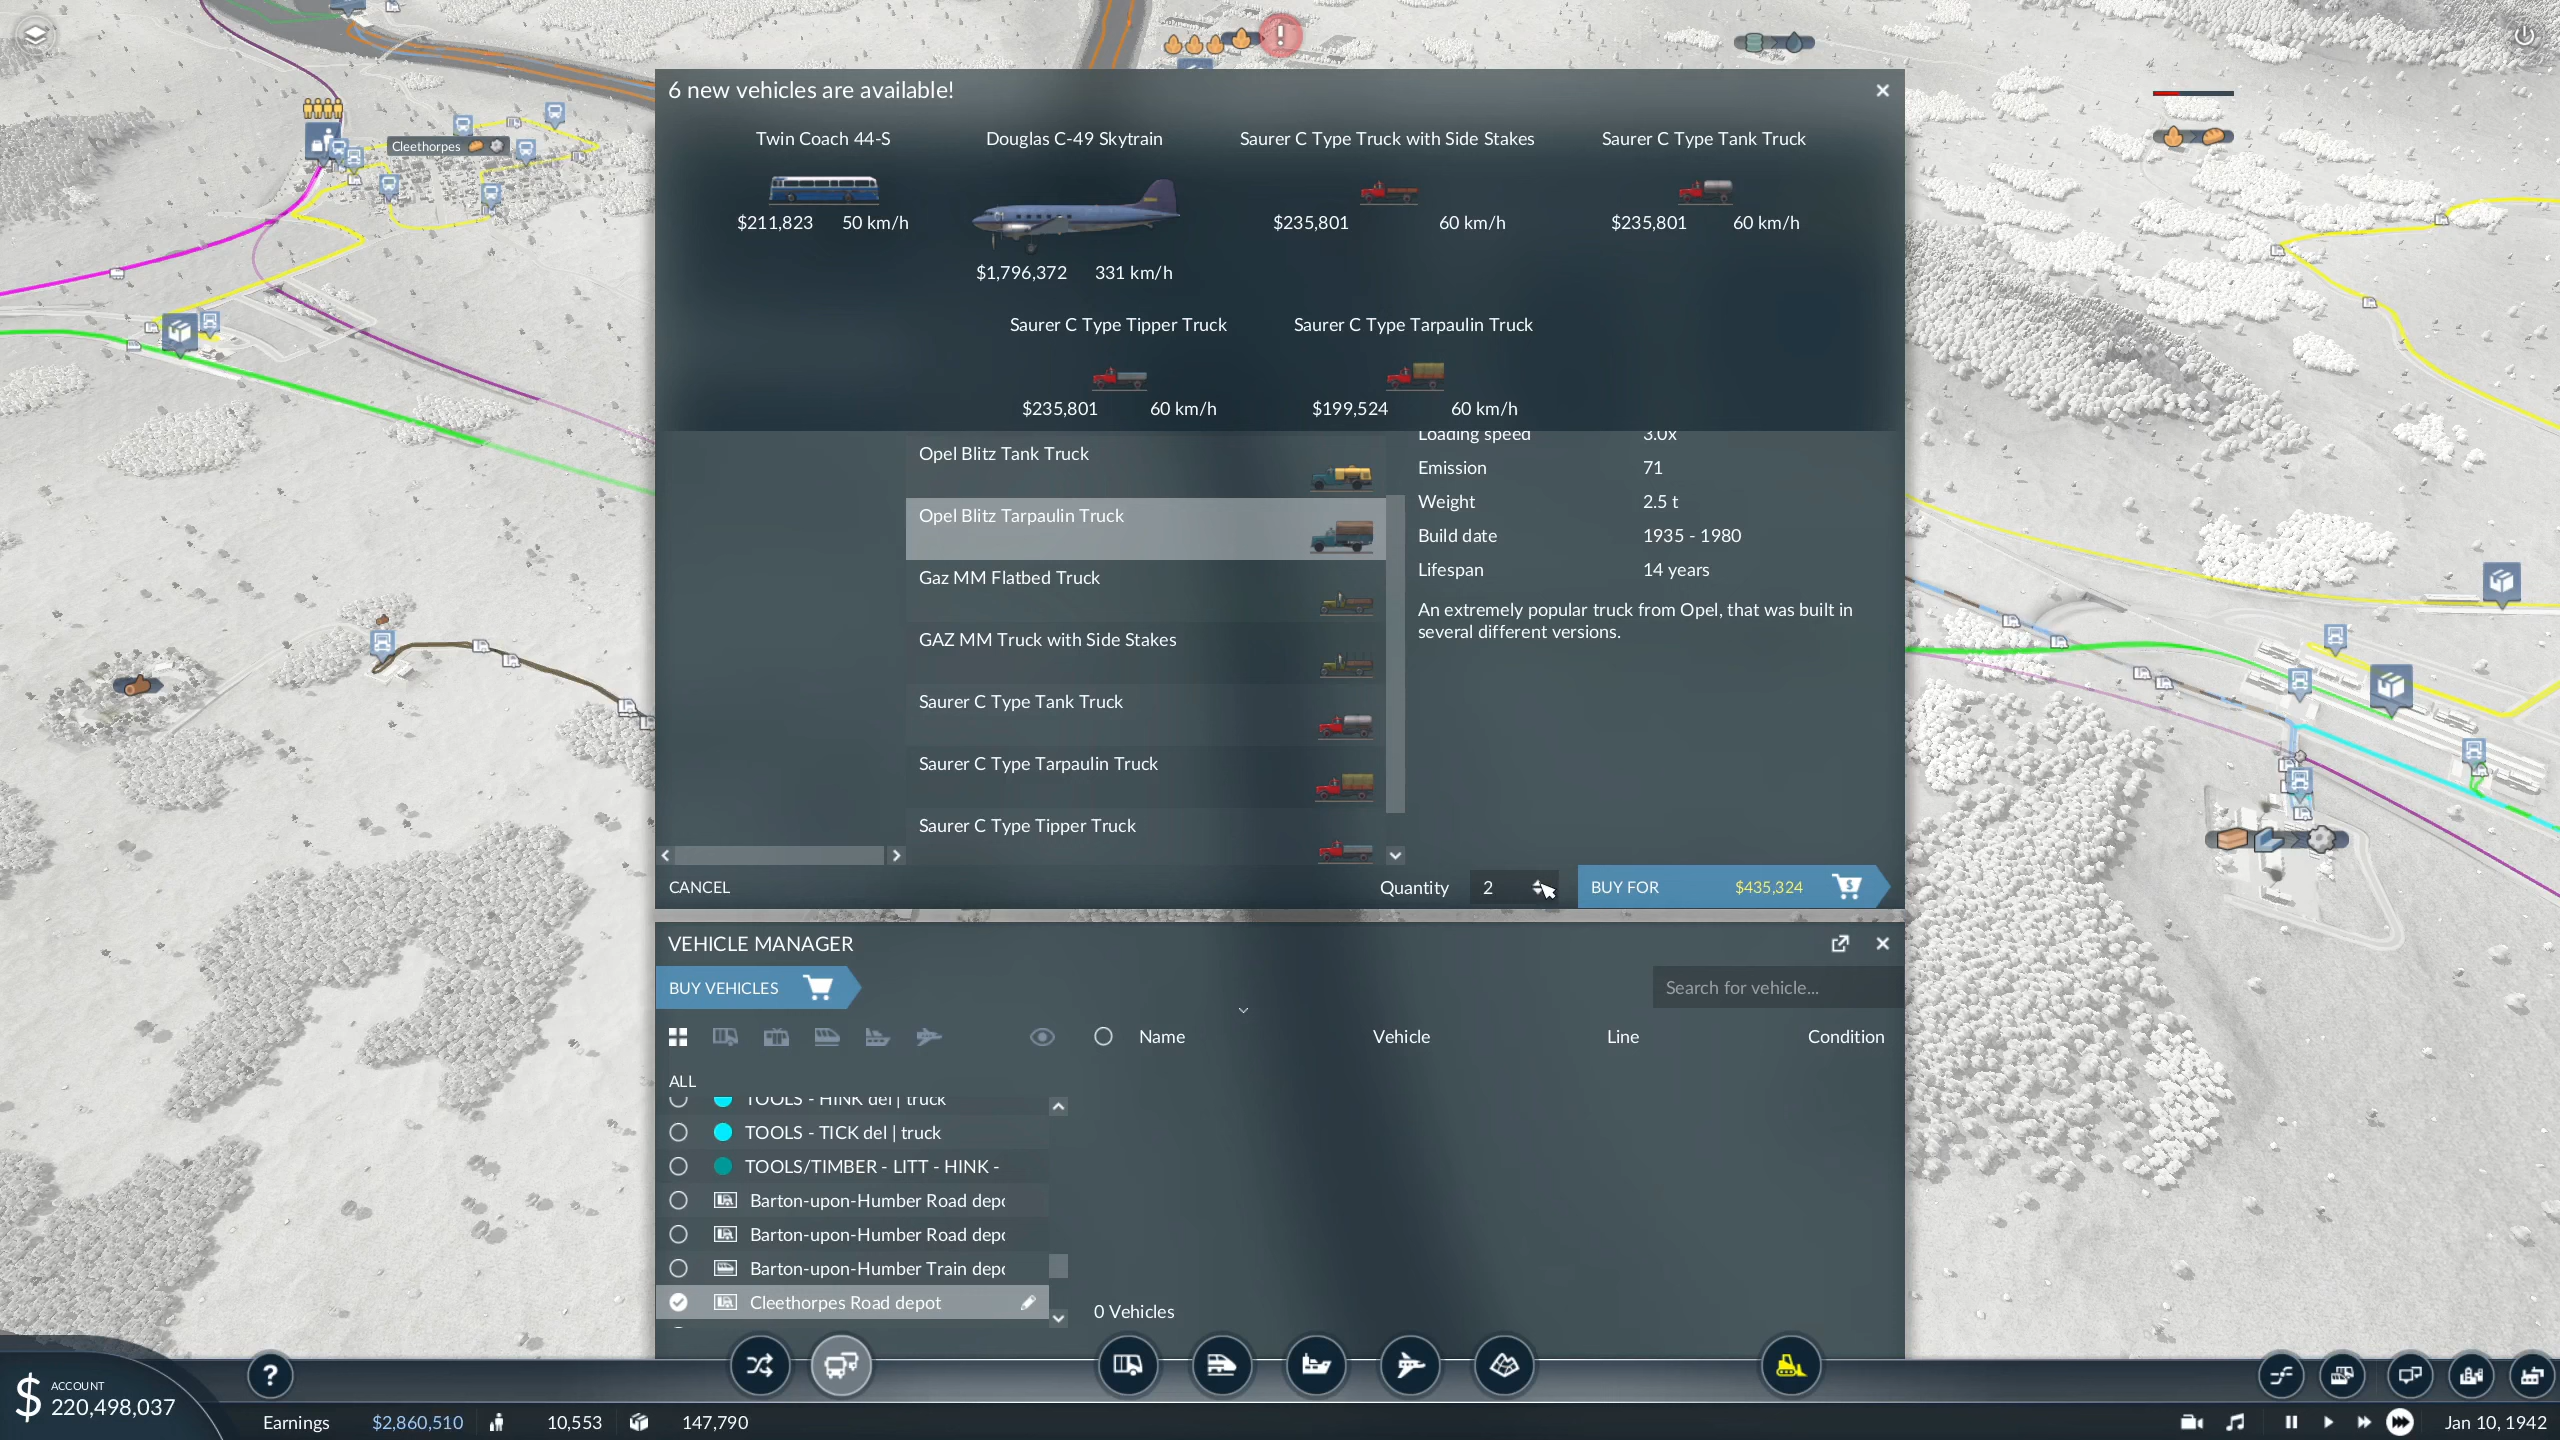 Cleethorpes
6 new vehicles are available!
Twin Coach 44-S
$211,823 50 km/h
Douglas C-49 Skytrain
$1,796,372 331 km/h
Saurer C Type Truck with Side Stakes
$235,801 60 km/h
Saurer C Type Tank Truck
$235,801 60 km/h
Saurer C Type Tipper Truck
$235,801 60 km/h
Saurer C Type Tarpaulin Truck
$199,524 60 km/h
Opel Blitz Tank Truck
Opel Blitz Tarpaulin Truck
Gaz MM Flatbed Truck
GAZ MM Truck with Side Stakes
Saurer C Type Tank Truck
Saurer C Type Tarpaulin Truck
Saurer C Type Tipper Truck
Loading speed 3.0x
Emission 71
Weight 2.5 t
Build date 1935 - 1980
Lifespan 14 years
An extremely popular truck from Opel, that was built in
several different versions.
CANCEL
Quantity 2
BUY FOR $435,324
VEHICLE MANAGER
BUY VEHICLES
Search for vehicle...
Name Vehicle Line Condition
ALL
TOOLS - HINK del | truck
TOOLS - TICK del | truck
TOOLS/TIMBER - LITT - HINK -
Barton-upon-Humber Road depo
Barton-upon-Humber Road depo
Barton-upon-Humber Train depo
Cleethorpes Road depot
0 Vehicles
ACCOUNT
220,498,037
Earnings $2,860,510 10,553 147,790
Jan 10, 1942